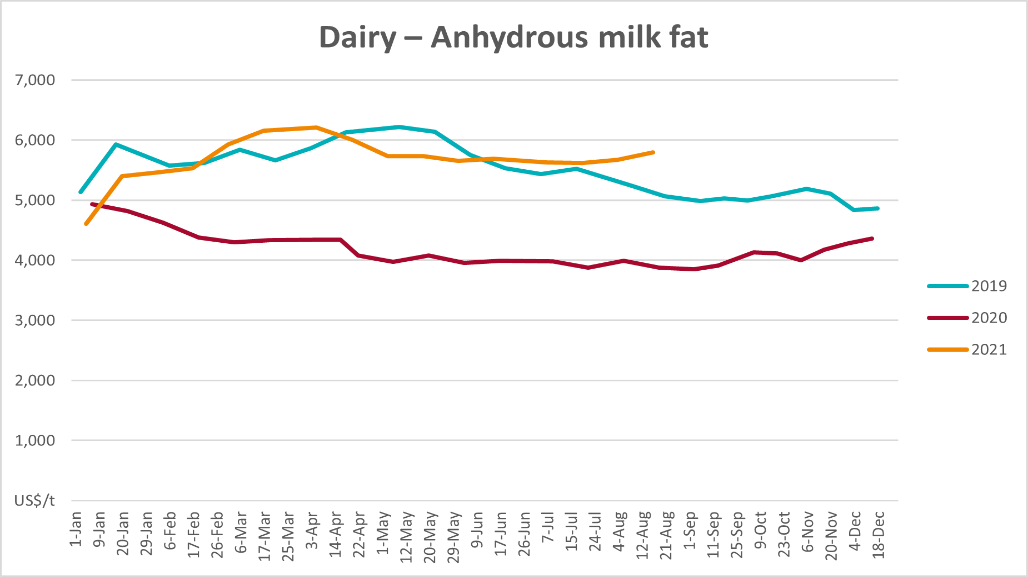 Dairy – Anhydrous milk fat
7,000
6,000
5,000
4,000
3,000
2,000
1,000
US$/t
1-Jan
9-Jan
20-Jan
29-Jan
6-Feb
17-Feb
26-Feb
6-Mar
17-Mar
25-Mar
3-Apr
14-Apr
22-Apr
1-May
12-May
20-May
29-May
9-Jun
17-Jun
26-Jun
7-Jul
15-Jul
24-Jul
4-Aug
12-Aug
21-Aug
1-Sep
11-Sep
25-Sep
9-Oct
23-Oct
6-Nov
20-Nov
4-Dec
18-Dec
2019
2020
2021